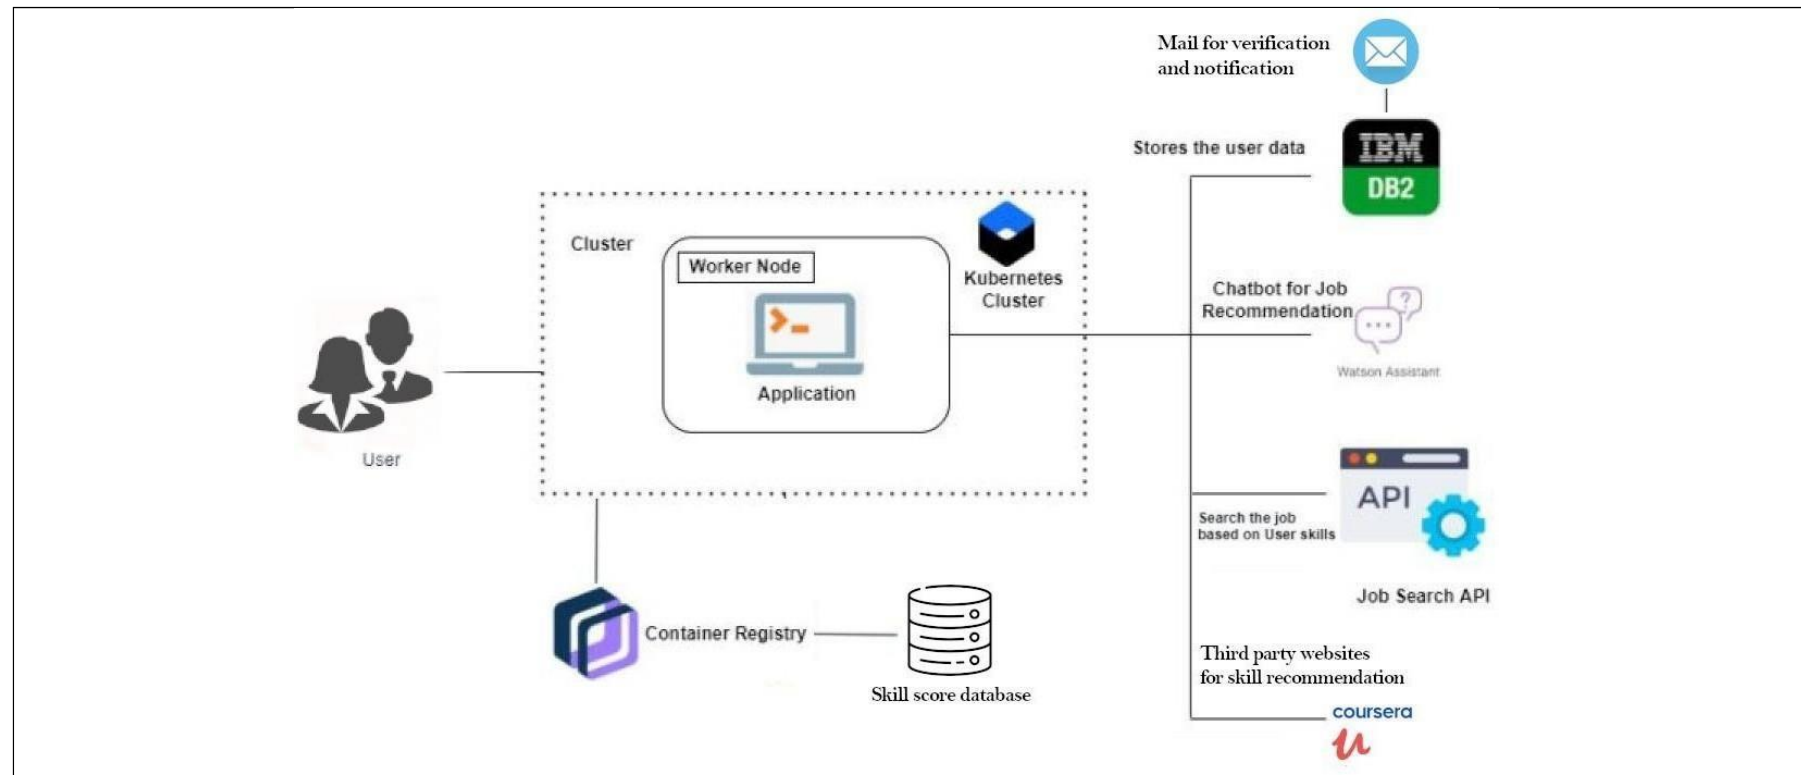 Mail for verification
and notification
IBM
DB2
Stores the user data
Cluster
Worker Node
Kubernetes
Cluster
Application
User
Chatbot for Job
Recommendation
? ...
Watson Assistant
API
Search the job
based on User skills
Job Search API
Container Registry
Skill score database
Third party websites
for skill recommendation
coursera
u